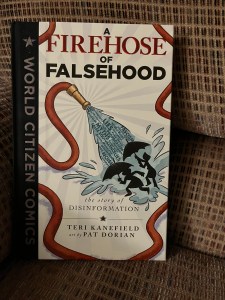 A
FIREHOSE
OF
FALSEHOOD
the story of
DISINFORMATION
TERI KANEFIELD
art by PAT DORIAN
★ WORLD CITIZEN COMICS